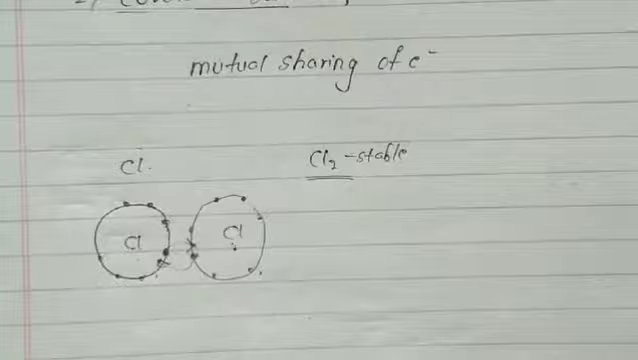 mutual sharing of e⁻
Cl. Cl₂ - stable
Cl Cl